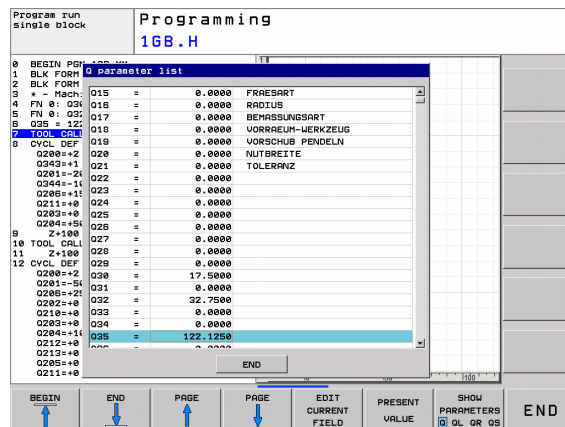 Program run
single block
Programming
1GB.H
0 BEGIN PGM 1GB MM
1 BLK FORM
2 BLK FORM
3 * - Mach:
4 FN 0: Q30
5 FN 0: Q32
6 Q35 = 122
7 TOOL CALL
8 CYCL DEF
Q200=+2
Q343=+1
Q201=-20
Q344=-10
Q206=+15
Q211=+0
Q203=+0
Q204=+50
9 Z+100
10 TOOL CALL
11 Z+100
12 CYCL DEF
Q200=+2
Q201=-50
Q206=+25
Q202=+0
Q210=+0
Q203=+0
Q204=+10
Q212=+0
Q213=+0
Q205=+0
Q211=+0
Q parameter list
Q15 = 0.0000 FRAESART
Q16 = 0.0000 RADIUS
Q17 = 0.0000 BEMASSUNGSART
Q18 = 0.0000 VORRAEUM-WERKZEUG
Q19 = 0.0000 VORSCHUB PENDELN
Q20 = 0.0000 NUTBREITE
Q21 = 0.0000 TOLERANZ
Q22 = 0.0000
Q23 = 0.0000
Q24 = 0.0000
Q25 = 0.0000
Q26 = 0.0000
Q27 = 0.0000
Q28 = 0.0000
Q29 = 0.0000
Q30 = 17.5000
Q31 = 0.0000
Q32 = 32.7500
Q33 = 0.0000
Q34 = 0.0000
Q35 = 122.1250
END
100
BEGIN
END
PAGE
PAGE
EDIT
CURRENT
FIELD
PRESENT
VALUE
SHOW
PARAMETERS
Q QL QR QS
END